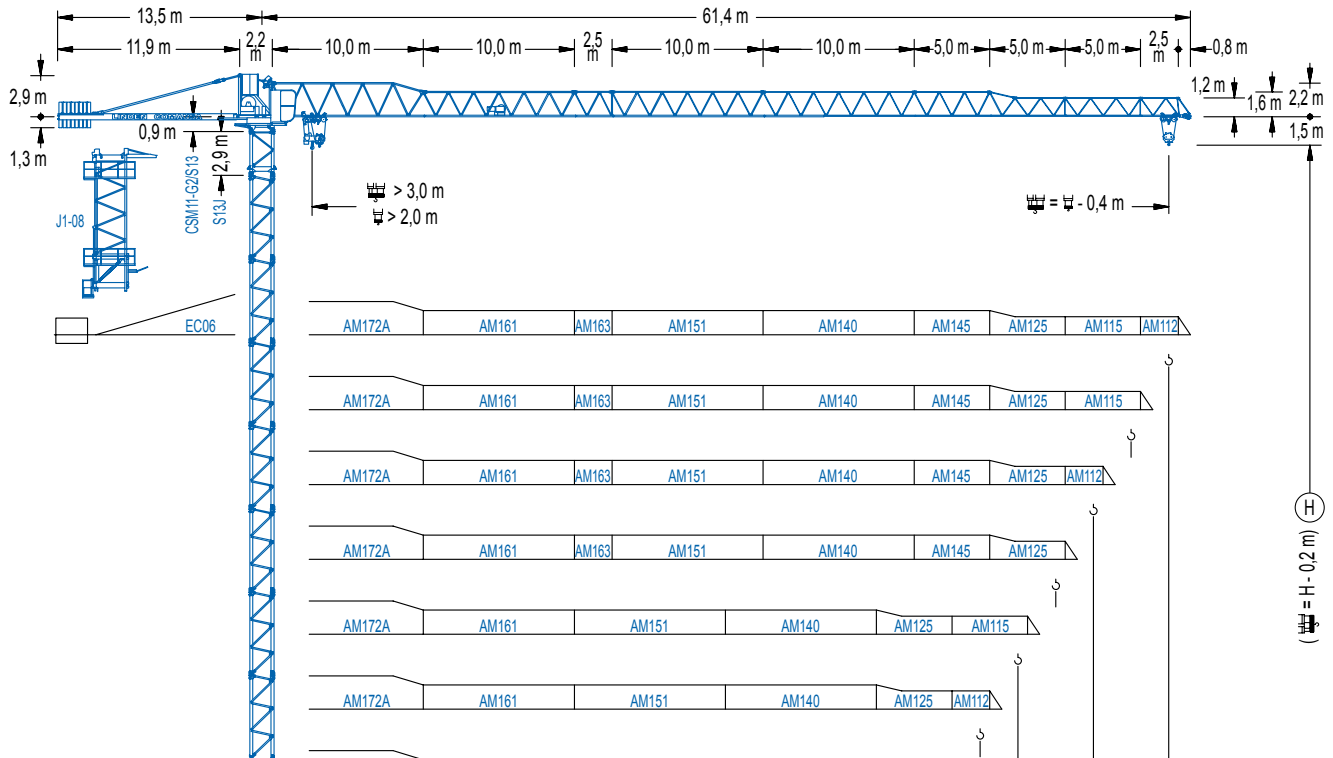 13,5 m 61,4 m
11,9 m 2,2 m 10,0 m 10,0 m 2,5 m 10,0 m 10,0 m 5,0 m 5,0 m 5,0 m 2,5 m 0,8 m
2,9 m 1,2 m 1,6 m 2,2 m
LINDEN COMANSA
1,3 m 0,9 m 2,9 m 1,5 m
CSM11-G2/S13
S13J
J1-08
> 3,0 m
> 2,0 m
= - 0,4 m
EC06 AM172A AM161 AM163 AM151 AM140 AM145 AM125 AM115 AM112
AM172A AM161 AM163 AM151 AM140 AM145 AM125 AM115
AM172A AM161 AM163 AM151 AM140 AM145 AM125 AM112
AM172A AM161 AM163 AM151 AM140 AM145 AM125
AM172A AM161 AM151 AM140 AM125 AM115
AM172A AM161 AM151 AM140 AM125 AM112
H
( = H - 0,2 m)